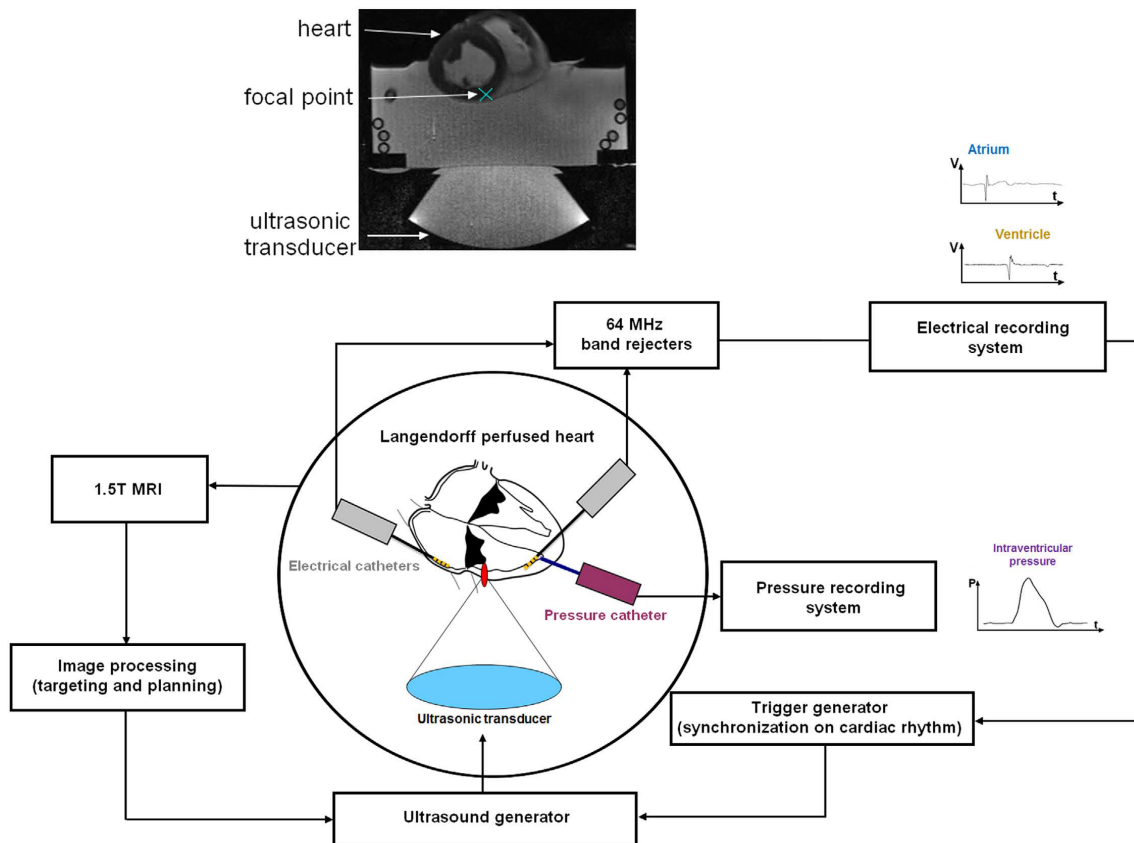 heart
focal point
ultrasonic
transducer
Atrium
V
t
Ventricle
V
t
64 MHz
band rejecters
Electrical recording
system
Langendorff perfused heart
1.5T MRI
Electrical catheters
Pressure catheter
Pressure recording
system
Intraventricular
pressure
P
t
Image processing
(targeting and planning)
Ultrasonic transducer
Trigger generator
(synchronization on cardiac rhythm)
Ultrasound generator